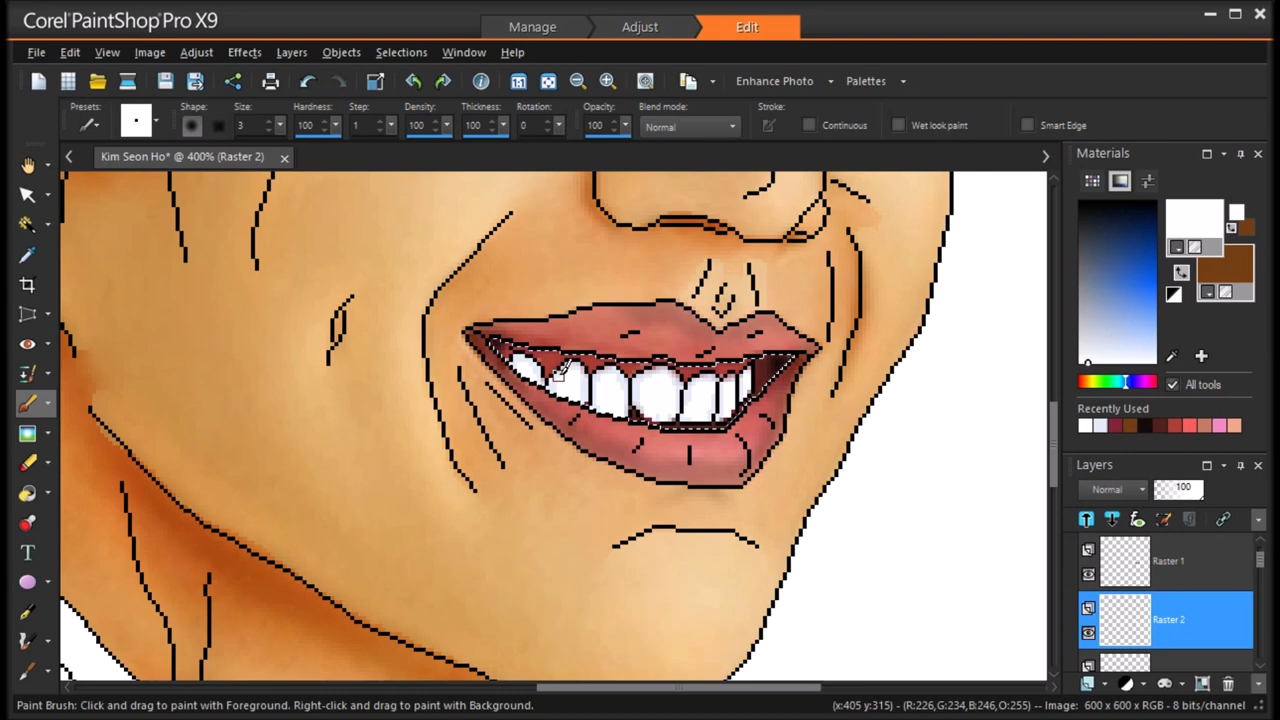 Corel® PaintShop® Pro X9
Manage Adjust Edit
File Edit View Image Adjust Effects Layers Objects Selections Window Help
Enhance Photo Palettes
Presets: Shape: Size: Hardness: Step: Density: Thickness: Rotation: Opacity: Blend mode: Stroke:
3 100 1 100 100 0 100 Normal Continuous Wet look paint Smart Edge
Kim Seon Ho* @ 400% (Raster 2)
Materials
All tools
Recently Used
Layers
Normal 100
Raster 1
Raster 2
Paint Brush: Click and drag to paint with Foreground. Right-click and drag to paint with Background.
(x:405 y:315) - (R:226,G:234,B:246,O:255) -- Image: 600 x 600 x RGB - 8 bits/channel